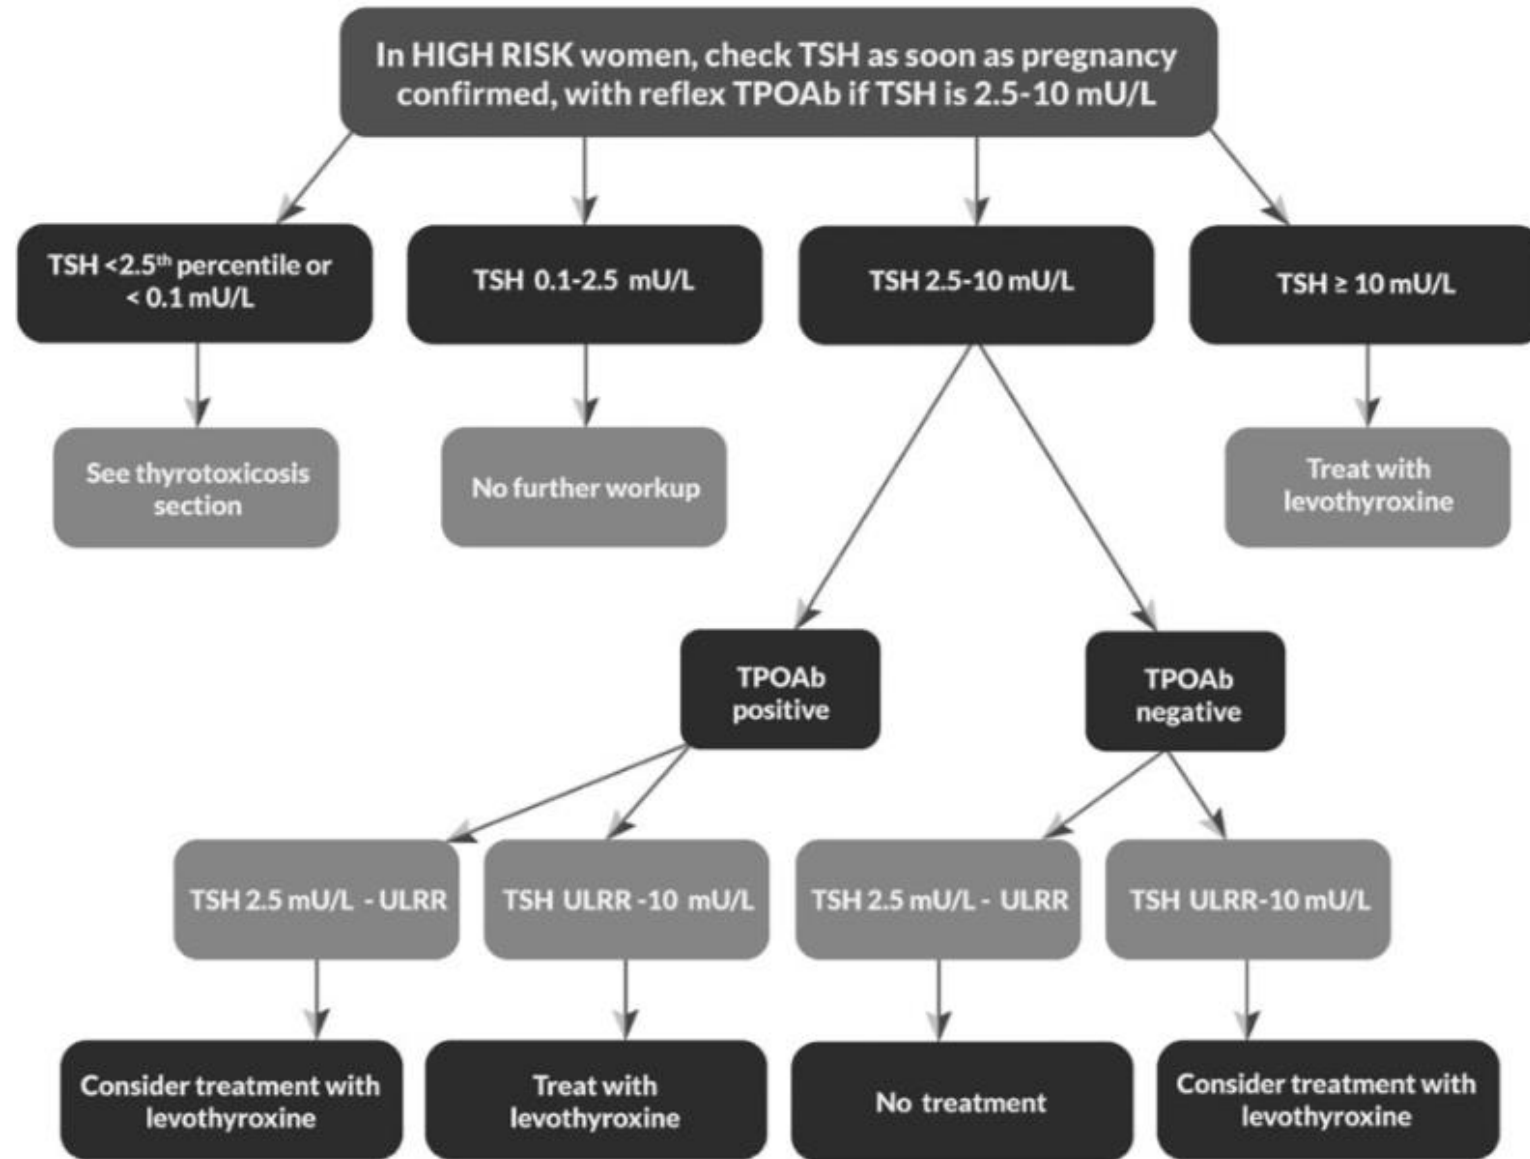 In HIGH RISK women, check TSH as soon as pregnancy
confirmed, with reflex TPOAb if TSH is 2.5-10 mU/L
TSH <2.5th percentile or
< 0.1 mU/L
TSH 0.1-2.5 mU/L
TSH 2.5-10 mU/L
TSH ≥ 10 mU/L
See thyrotoxicosis
section
No further workup
Treat with
levothyroxine
TPOAb
positive
TPOAb
negative
TSH 2.5 mU/L - ULRR
TSH ULRR -10 mU/L
TSH 2.5 mU/L - ULRR
TSH ULRR-10 mU/L
Consider treatment with
levothyroxine
Treat with
levothyroxine
No treatment
Consider treatment with
levothyroxine